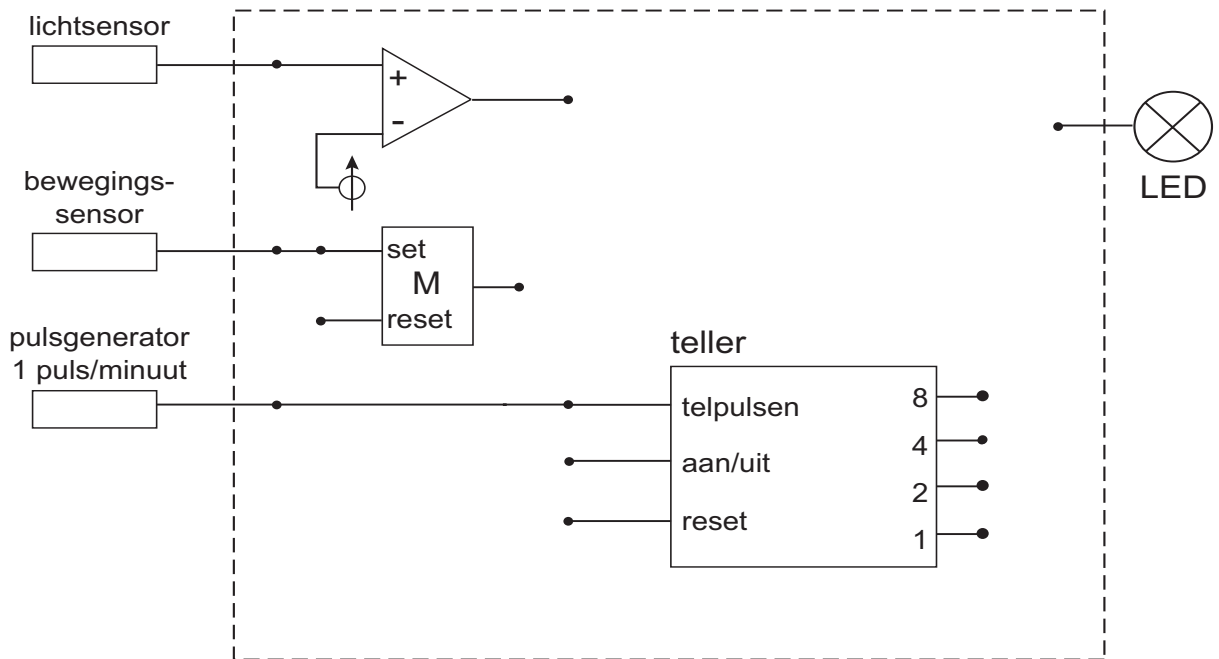 lichtsensor
+
-
bewegings-
sensor
set
M
reset
LED
pulsgenerator
1 puls/minuut
teller
telpulsen
aan/uit
reset
8
4
2
1